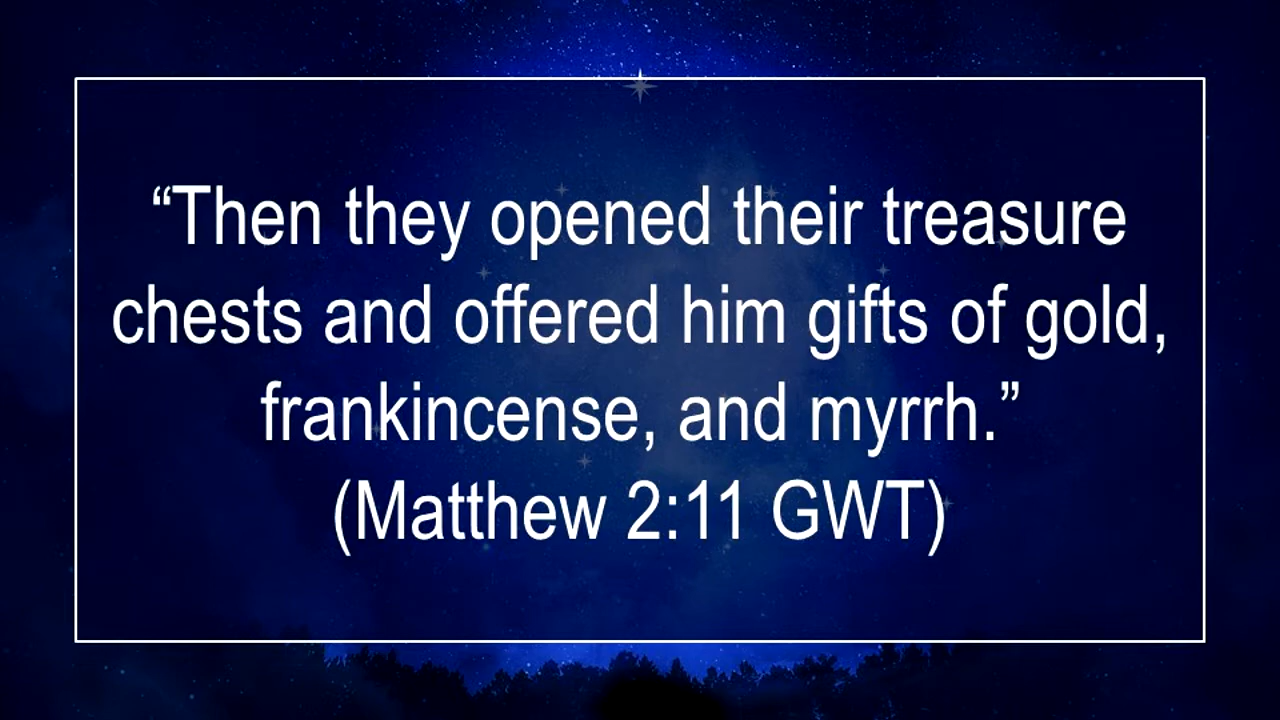 “Then they opened their treasure
chests and offered him gifts of gold,
frankincense, and myrrh.”
(Matthew 2:11 GWT)